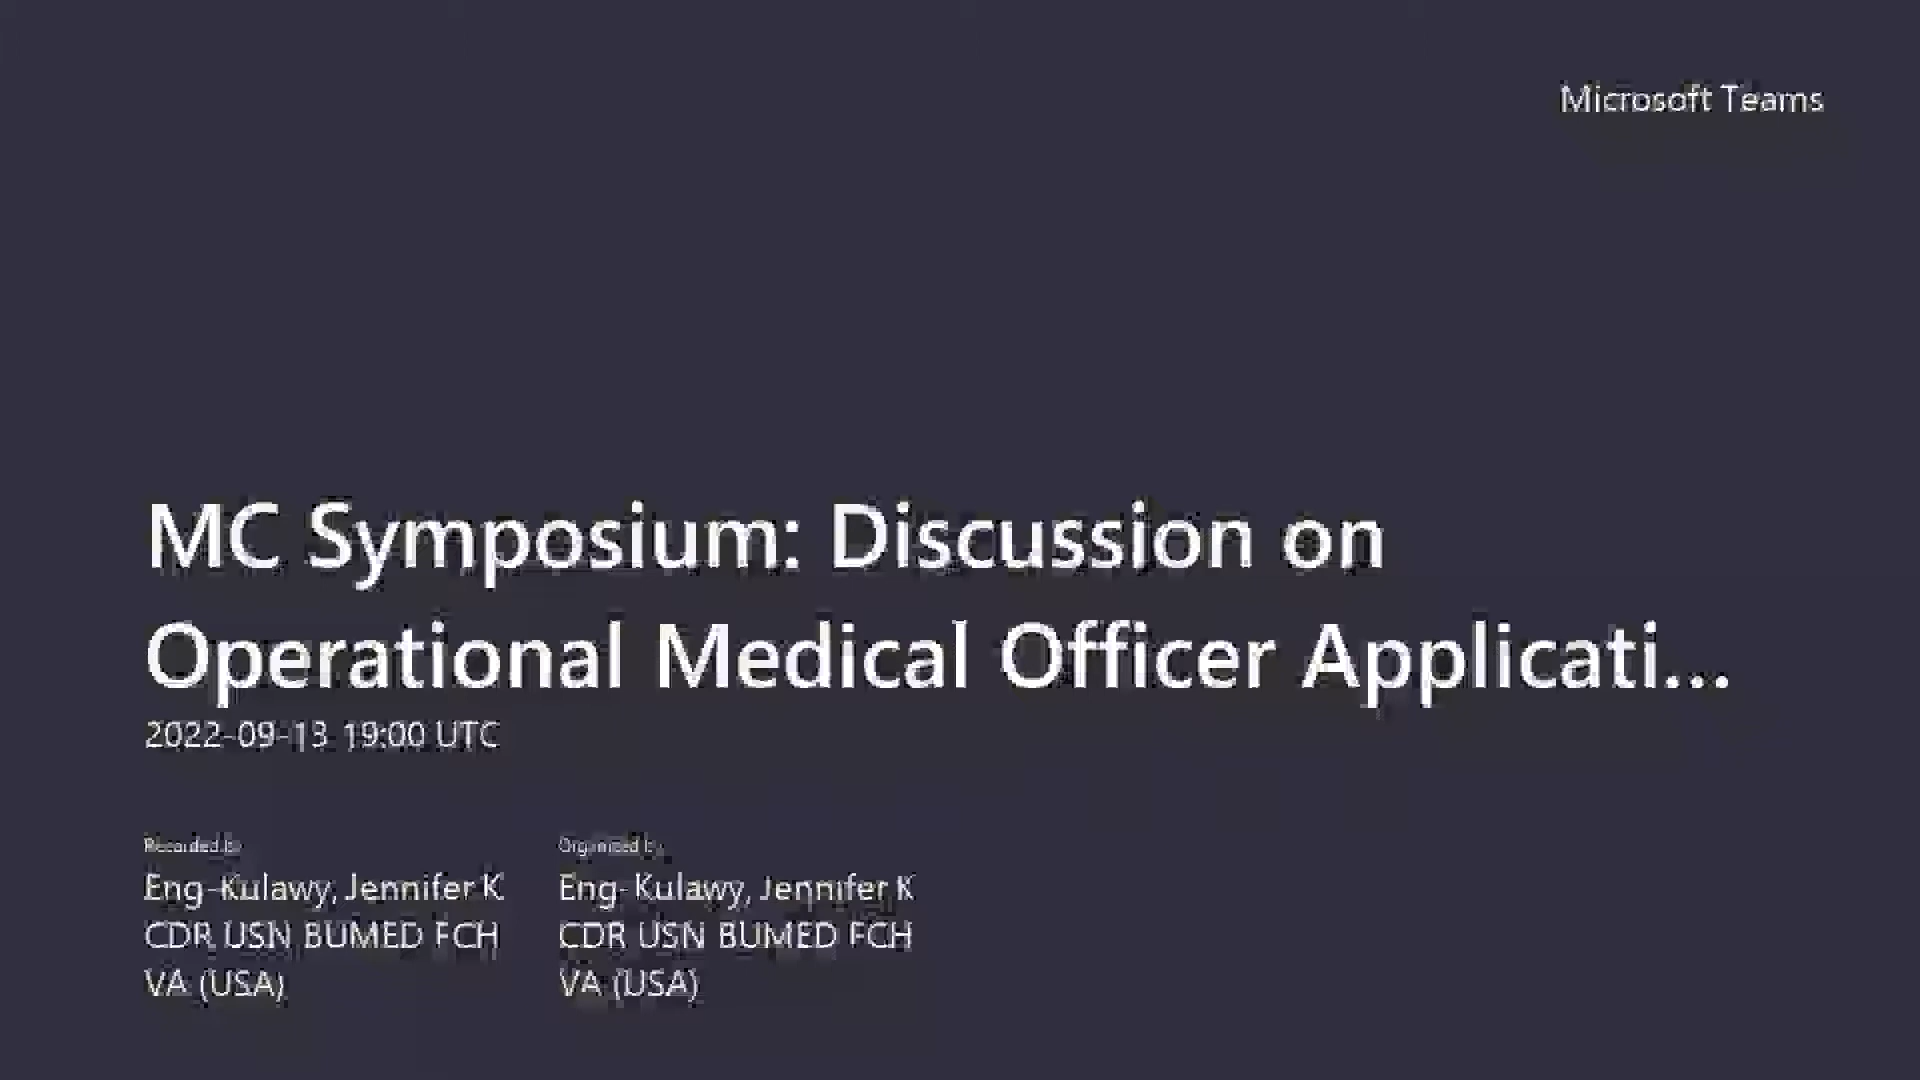 Microsoft Teams
MC Symposium: Discussion on
Operational Medical Officer Applicati...
2022-09-13 19:00 UTC
Recorded by
Organized by
Eng-Kulawy, Jennifer K
CDR USN BUMED FCH
VA (USA)
Eng-Kulawy, Jennifer K
CDR USN BUMED FCH
VA (USA)